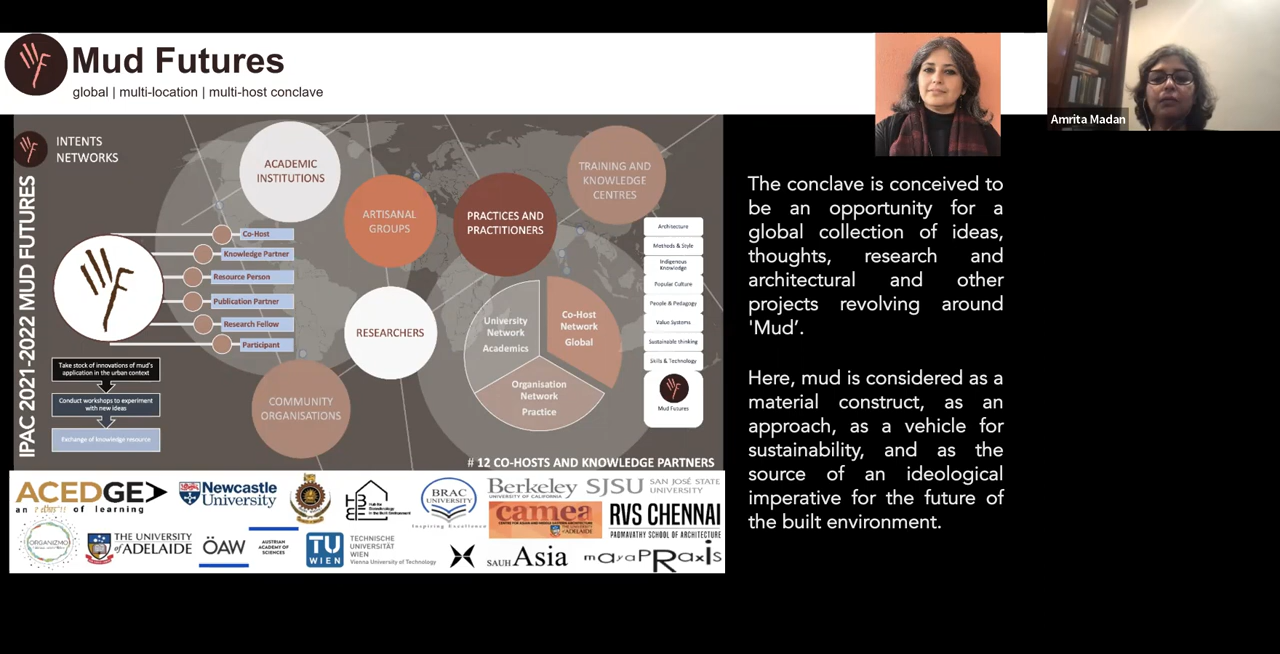 Mud Futures
global | multi-location | multi-host conclave
Amrita Madan
INTENTS
NETWORKS
IPAC 2021-2022 MUD FUTURES
ACADEMIC
INSTITUTIONS
ARTISANAL
GROUPS
PRACTICES AND
PRACTITIONERS
TRAINING AND
KNOWLEDGE
CENTRES
Co-Host
Knowledge Partner
Resource Person
Publication Partner
Research Fellow
Participant
RESEARCHERS
COMMUNITY
ORGANISATIONS
University
Network
Academics
Co-Host
Network
Global
Organisation
Network
Practice
Architecture
Methods & Style
Indigenous
Knowledge
Popular Culture
People & Pedagogy
Value Systems
Sustainable thinking
Skills & Technology
Mud Futures
Take stock of innovations of mud's
application in the urban context
Conduct workshops to experiment
with new ideas
Exchange of knowledge resource
# 12 CO-HOSTS AND KNOWLEDGE PARTNERS
ACEDGE
of learning
Newcastle
University
BRAC
UNIVERSITY
Inspiring Excellence
Berkeley
UNIVERSITY OF CALIFORNIA
SJSU SAN JOSÉ STATE
UNIVERSITY
camea
RVS CHENNAI
PADMAVATHY SCHOOL OF ARCHITECTURE
ORGANIZMO
THE UNIVERSITY
of ADELAIDE
ÖAW
AUSTRIAN
ACADEMY OF
SCIENCES
TU
WIEN
TECHNISCHE
UNIVERSITÄT
WIEN
Vienna University of Technology
SAUH Asia
mayaPRaxis
The conclave is conceived to
be an opportunity for a
global collection of ideas,
thoughts, research and
architectural and other
projects revolving around
'Mud'.
Here, mud is considered as a
material construct, as an
approach, as a vehicle for
sustainability, and as the
source of an ideological
imperative for the future of
the built environment.